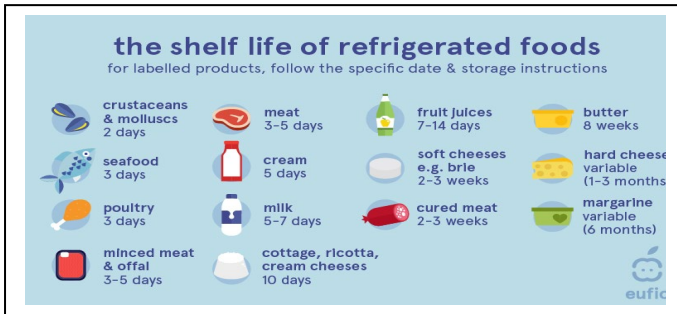 the shelf life of refrigerated foods
for labelled products, follow the specific date & storage instructions
crustaceans
& molluscs
2 days
seafood
3 days
poultry
3 days
minced meat
& offal
3-5 days
meat
3-5 days
cream
5 days
milk
5-7 days
cottage, ricotta,
cream cheeses
10 days
fruit juices
7-14 days
soft cheeses
e.g. brie
2-3 weeks
cured meat
2-3 weeks
butter
8 weeks
hard cheese
variable
(1-3 months
margarine
variable
(6 months)
eufic